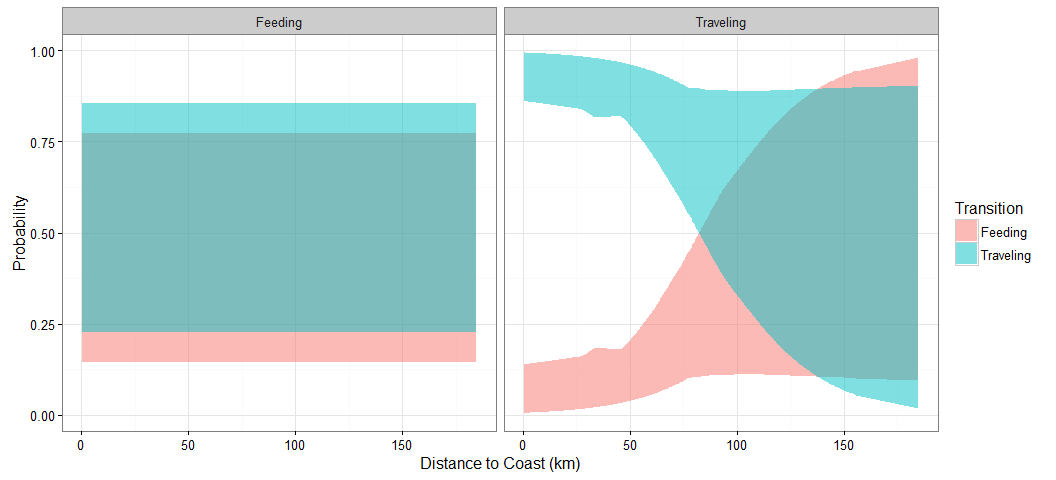 Feeding
Traveling
Probability
1.00
0.75
0.50
0.25
0.00
0 50 100 150
0 50 100 150
Distance to Coast (km)
Transition
Feeding
Traveling